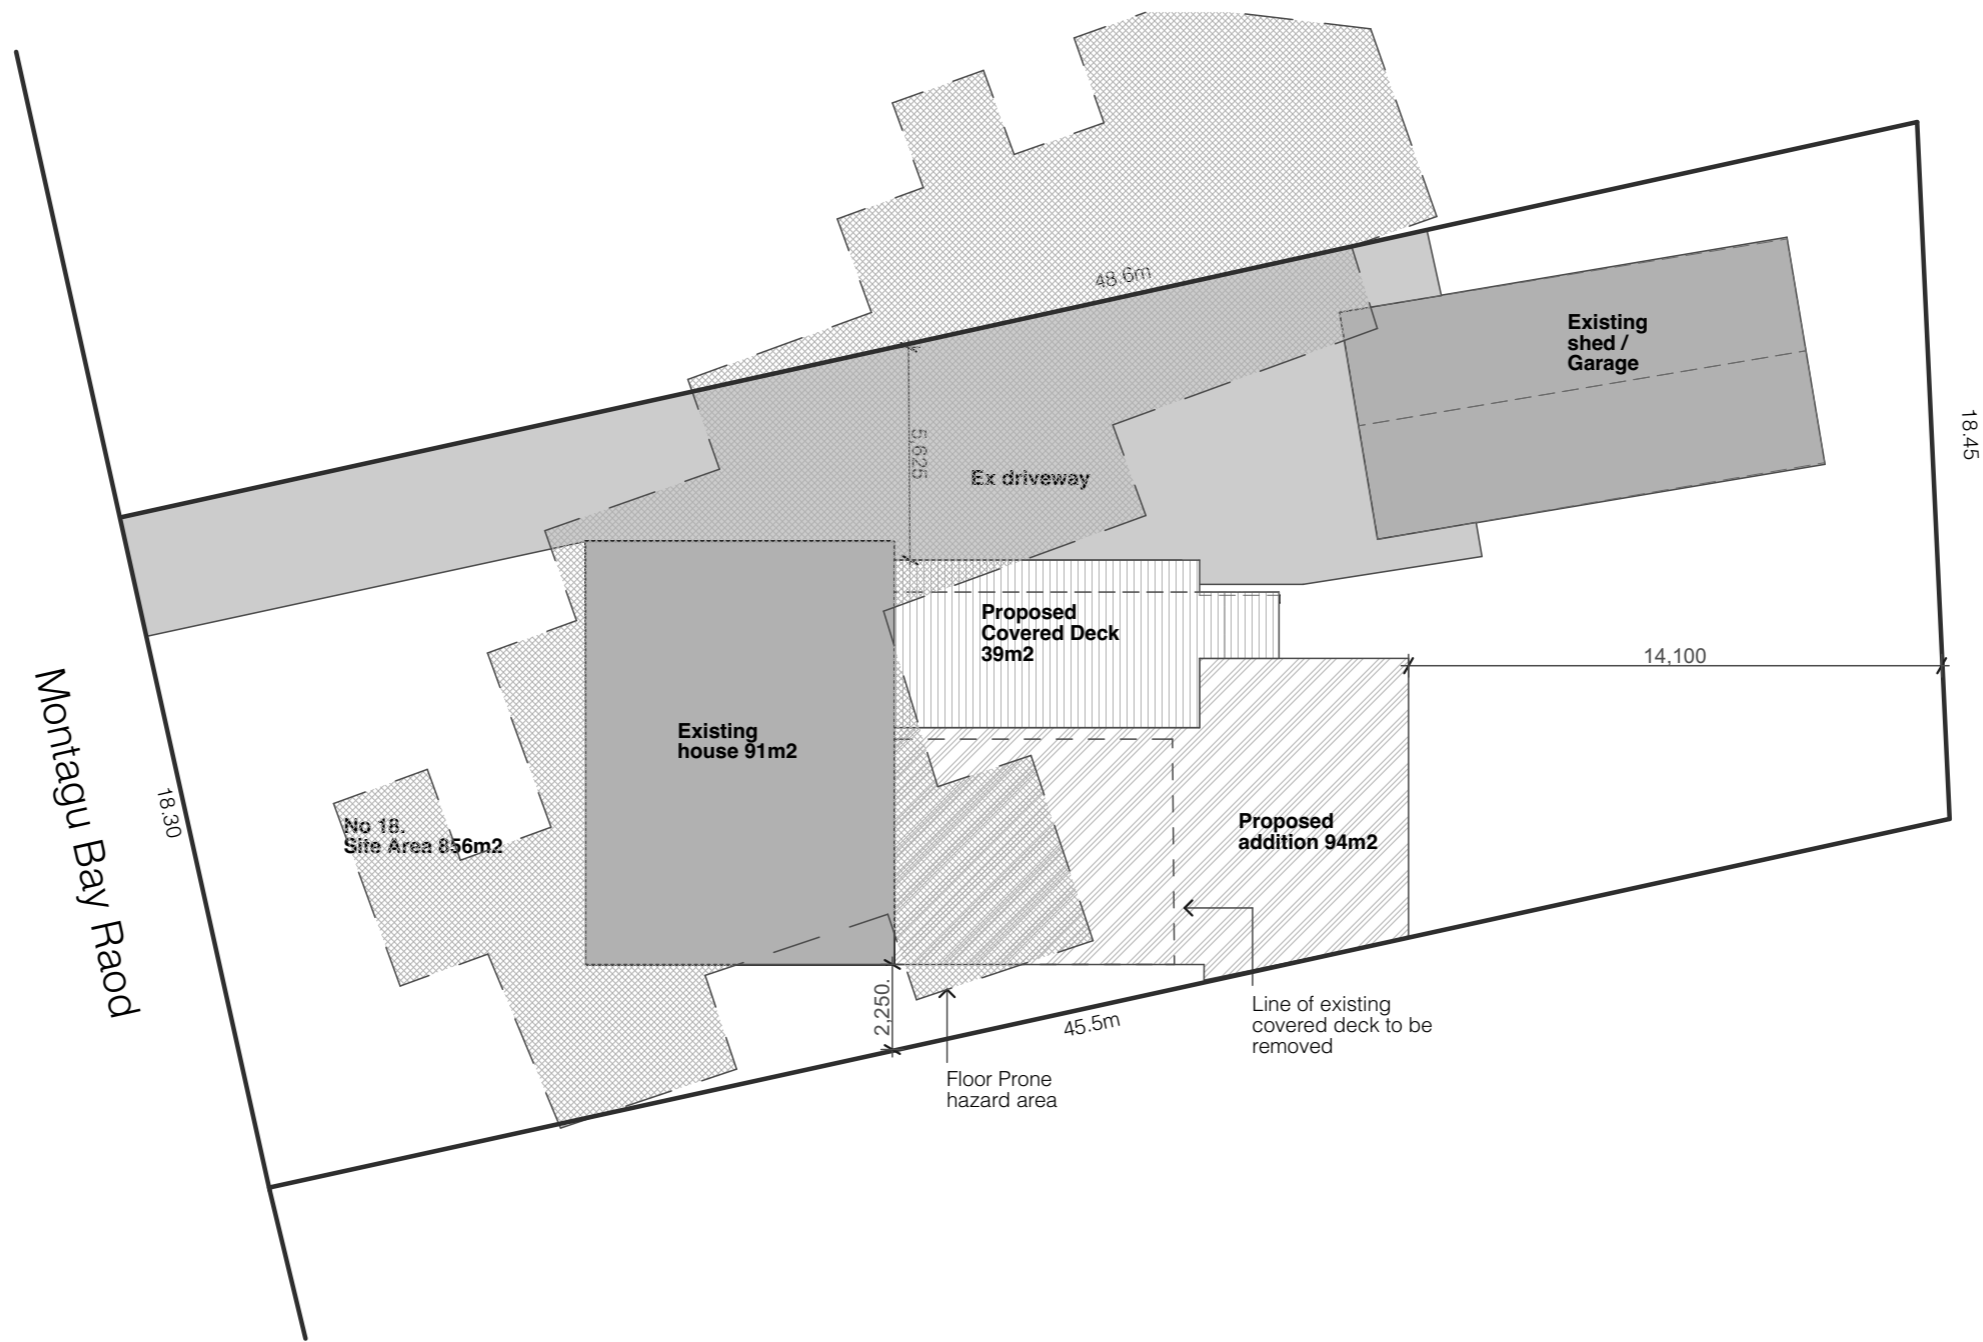 48.6m
Existing
shed /
Garage
18.45
5,625
Ex driveway
Proposed
Covered Deck
39m2
14,100
Existing
house 91m2
Montagu Bay Raod
18.30
No 18.
Site Area 856m2
Proposed
addition 94m2
2,250.
45.5m
Line of existing
covered deck to be
removed
Floor Prone
hazard area